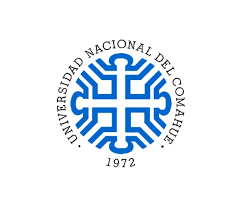 · UNIVERSIDAD NACIONAL DEL COMAHUE ·
1972